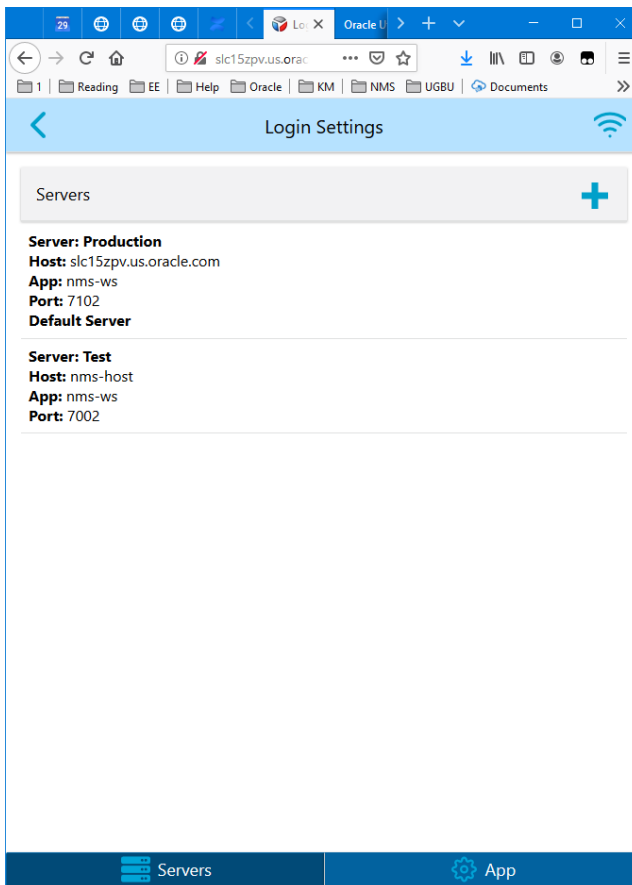 29
Lo
Oracle U
slc15zpv.us.orac
1
Reading
EE
Help
Oracle
KM
NMS
UGBU
Documents
Login Settings
Servers
Server: Production
Host: slc15zpv.us.oracle.com
App: nms-ws
Port: 7102
Default Server
Server: Test
Host: nms-host
App: nms-ws
Port: 7002
Servers
App